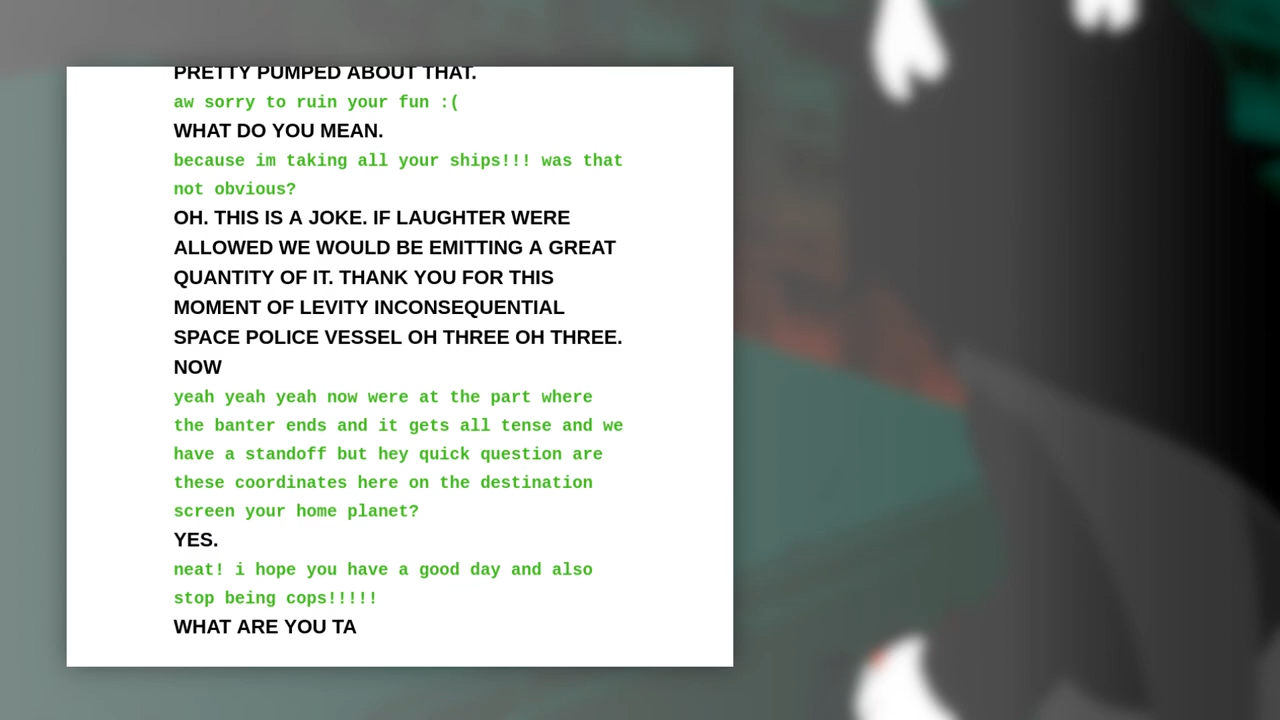 PRETTY PUMPED ABOUT THAT.
aw sorry to ruin your fun :(
WHAT DO YOU MEAN.
because im taking all your ships!!! was that
not obvious?
OH. THIS IS A JOKE. IF LAUGHTER WERE
ALLOWED WE WOULD BE EMITTING A GREAT
QUANTITY OF IT. THANK YOU FOR THIS
MOMENT OF LEVITY INCONSEQUENTIAL
SPACE POLICE VESSEL OH THREE OH THREE.
NOW
yeah yeah yeah now were at the part where
the banter ends and it gets all tense and we
have a standoff but hey quick question are
these coordinates here on the destination
screen your home planet?
YES.
neat! i hope you have a good day and also
stop being cops!!!!!
WHAT ARE YOU TA